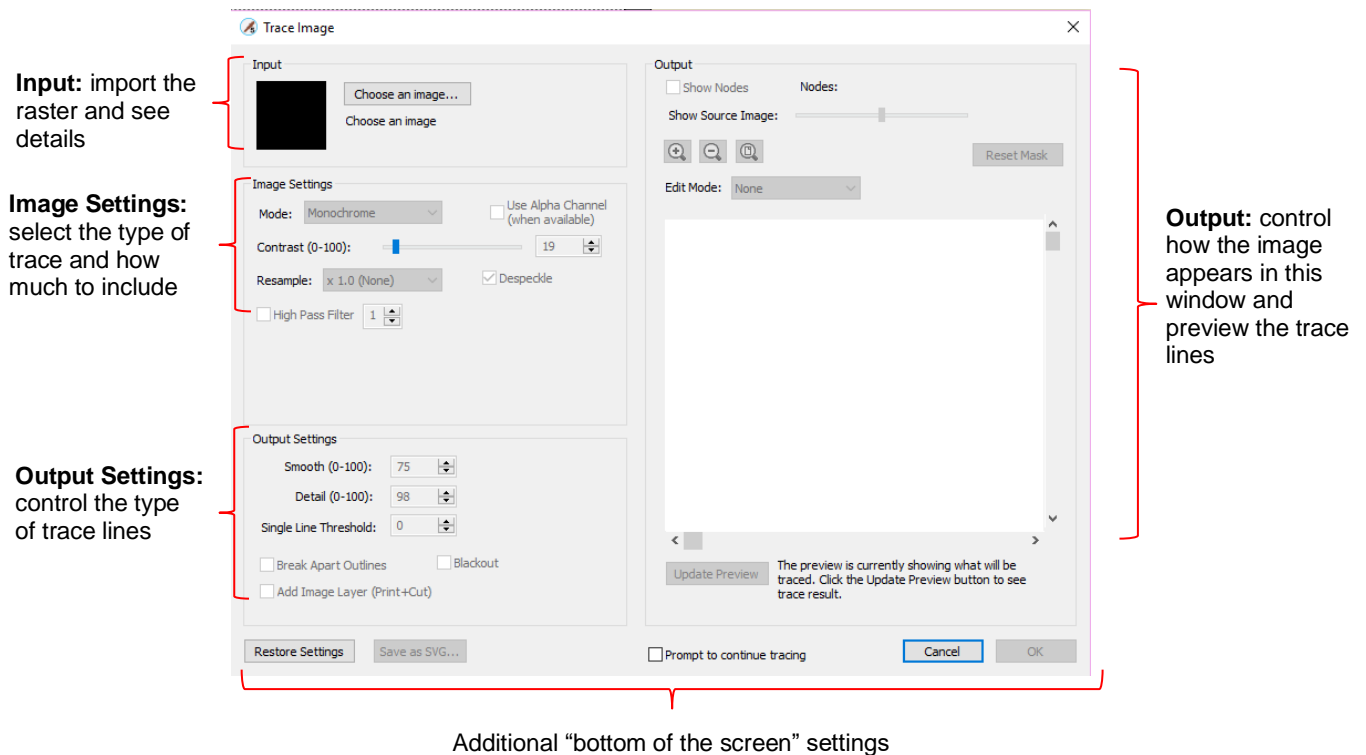 Trace Image
Input: import the
raster and see
details
Input
Choose an image...
Choose an image
Image Settings:
select the type of
trace and how
much to include
Image Settings
Mode: Monochrome
Use Alpha Channel
(when available)
Contrast (0-100): 19
Resample: x 1.0 (None)
Despeckle
High Pass Filter 1
Output Settings:
control the type
of trace lines
Output Settings
Smooth (0-100): 75
Detail (0-100): 98
Single Line Threshold: 0
Break Apart Outlines
Blackout
Add Image Layer (Print+Cut)
Restore Settings
Save as SVG...
Output
Show Nodes Nodes:
Show Source Image:
Reset Mask
Edit Mode: None
Update Preview
The preview is currently showing what will be
traced. Click the Update Preview button to see
trace result.
Prompt to continue tracing
Cancel
OK
Output: control
how the image
appears in this
window and
preview the trace
lines
Additional “bottom of the screen” settings